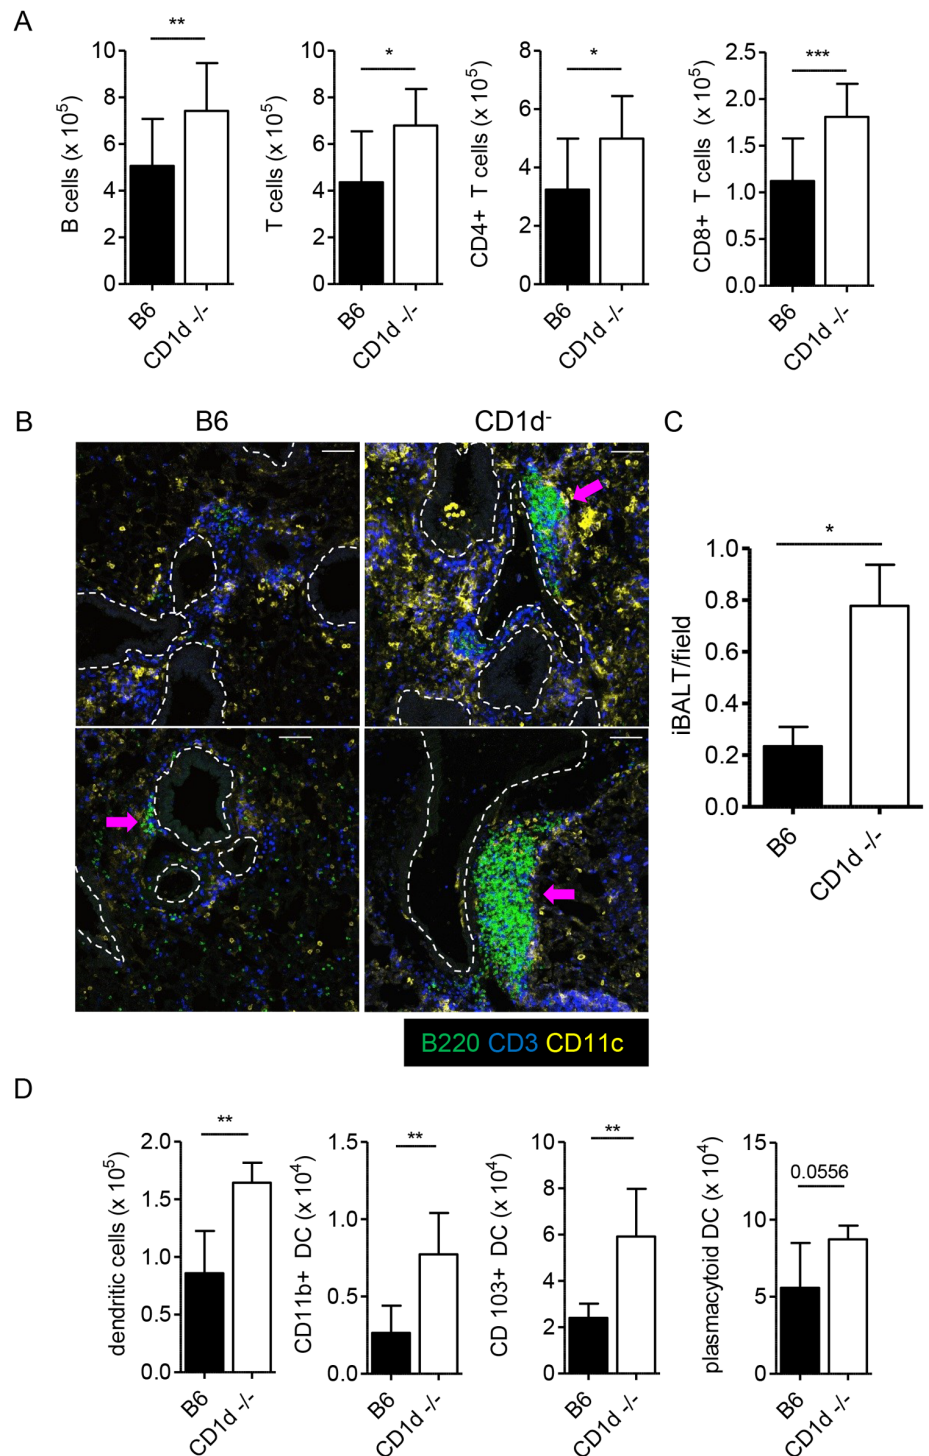 A
B cells (x 10⁵)
10
8
6
4
2
0
**
B6
CD1d -/-
T cells (x 10⁵)
10
8
6
4
2
0
*
B6
CD1d -/-
CD4+ T cells (x 10⁵)
8
6
4
2
0
*
B6
CD1d -/-
CD8+ T cells (x 10⁵)
2.5
2.0
1.5
1.0
0.5
0.0
***
B6
CD1d -/-
B
B6
CD1d⁻
B220 CD3 CD11c
C
iBALT/field
1.0
0.8
0.6
0.4
0.2
0.0
*
B6
CD1d -/-
D
dendritic cells (x 10⁵)
2.0
1.5
1.0
0.5
0.0
**
B6
CD1d -/-
CD11b+ DC (x 10⁴)
1.5
1.0
0.5
0.0
**
B6
CD1d -/-
CD 103+ DC (x 10⁴)
10
8
6
4
2
0
**
B6
CD1d -/-
plasmacytoid DC (x 10⁴)
15
10
5
0
0.0556
B6
CD1d -/-